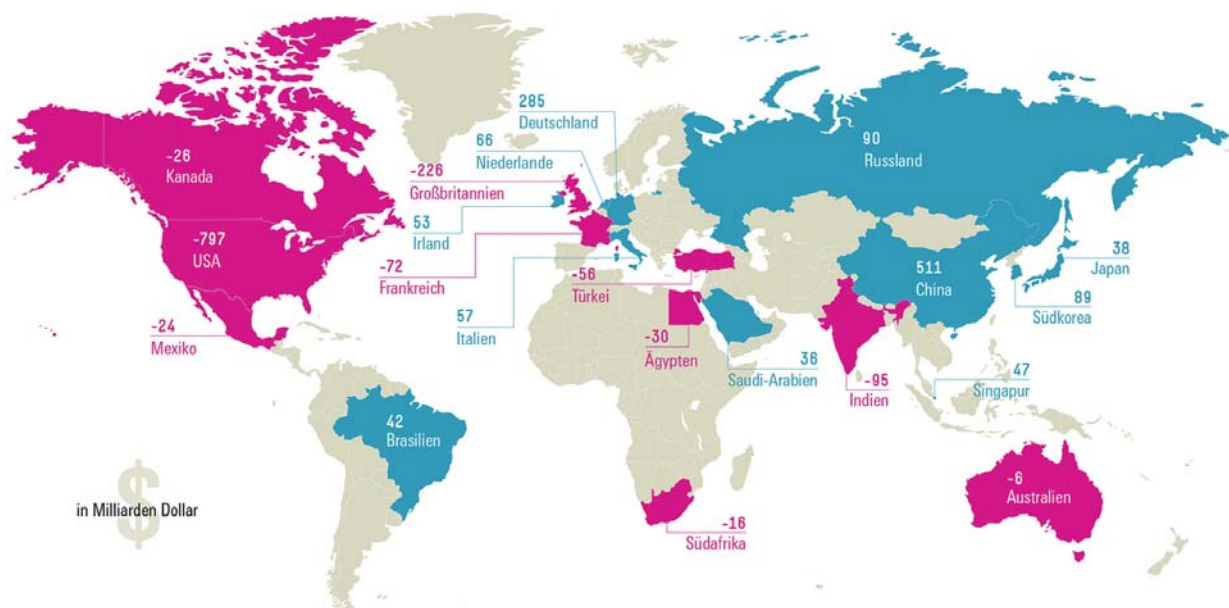 285
Deutschland
66
Niederlande
-226
Großbritannien
53
Irland
-72
Frankreich
57
Italien
-56
Türkei
-30
Ägypten
36
Saudi-Arabien
90
Russland
511
China
38
Japan
89
Südkorea
47
Singapur
-95
Indien
-26
Kanada
-797
USA
-24
Mexiko
42
Brasilien
-16
Südafrika
-6
Australien
$
in Milliarden Dollar